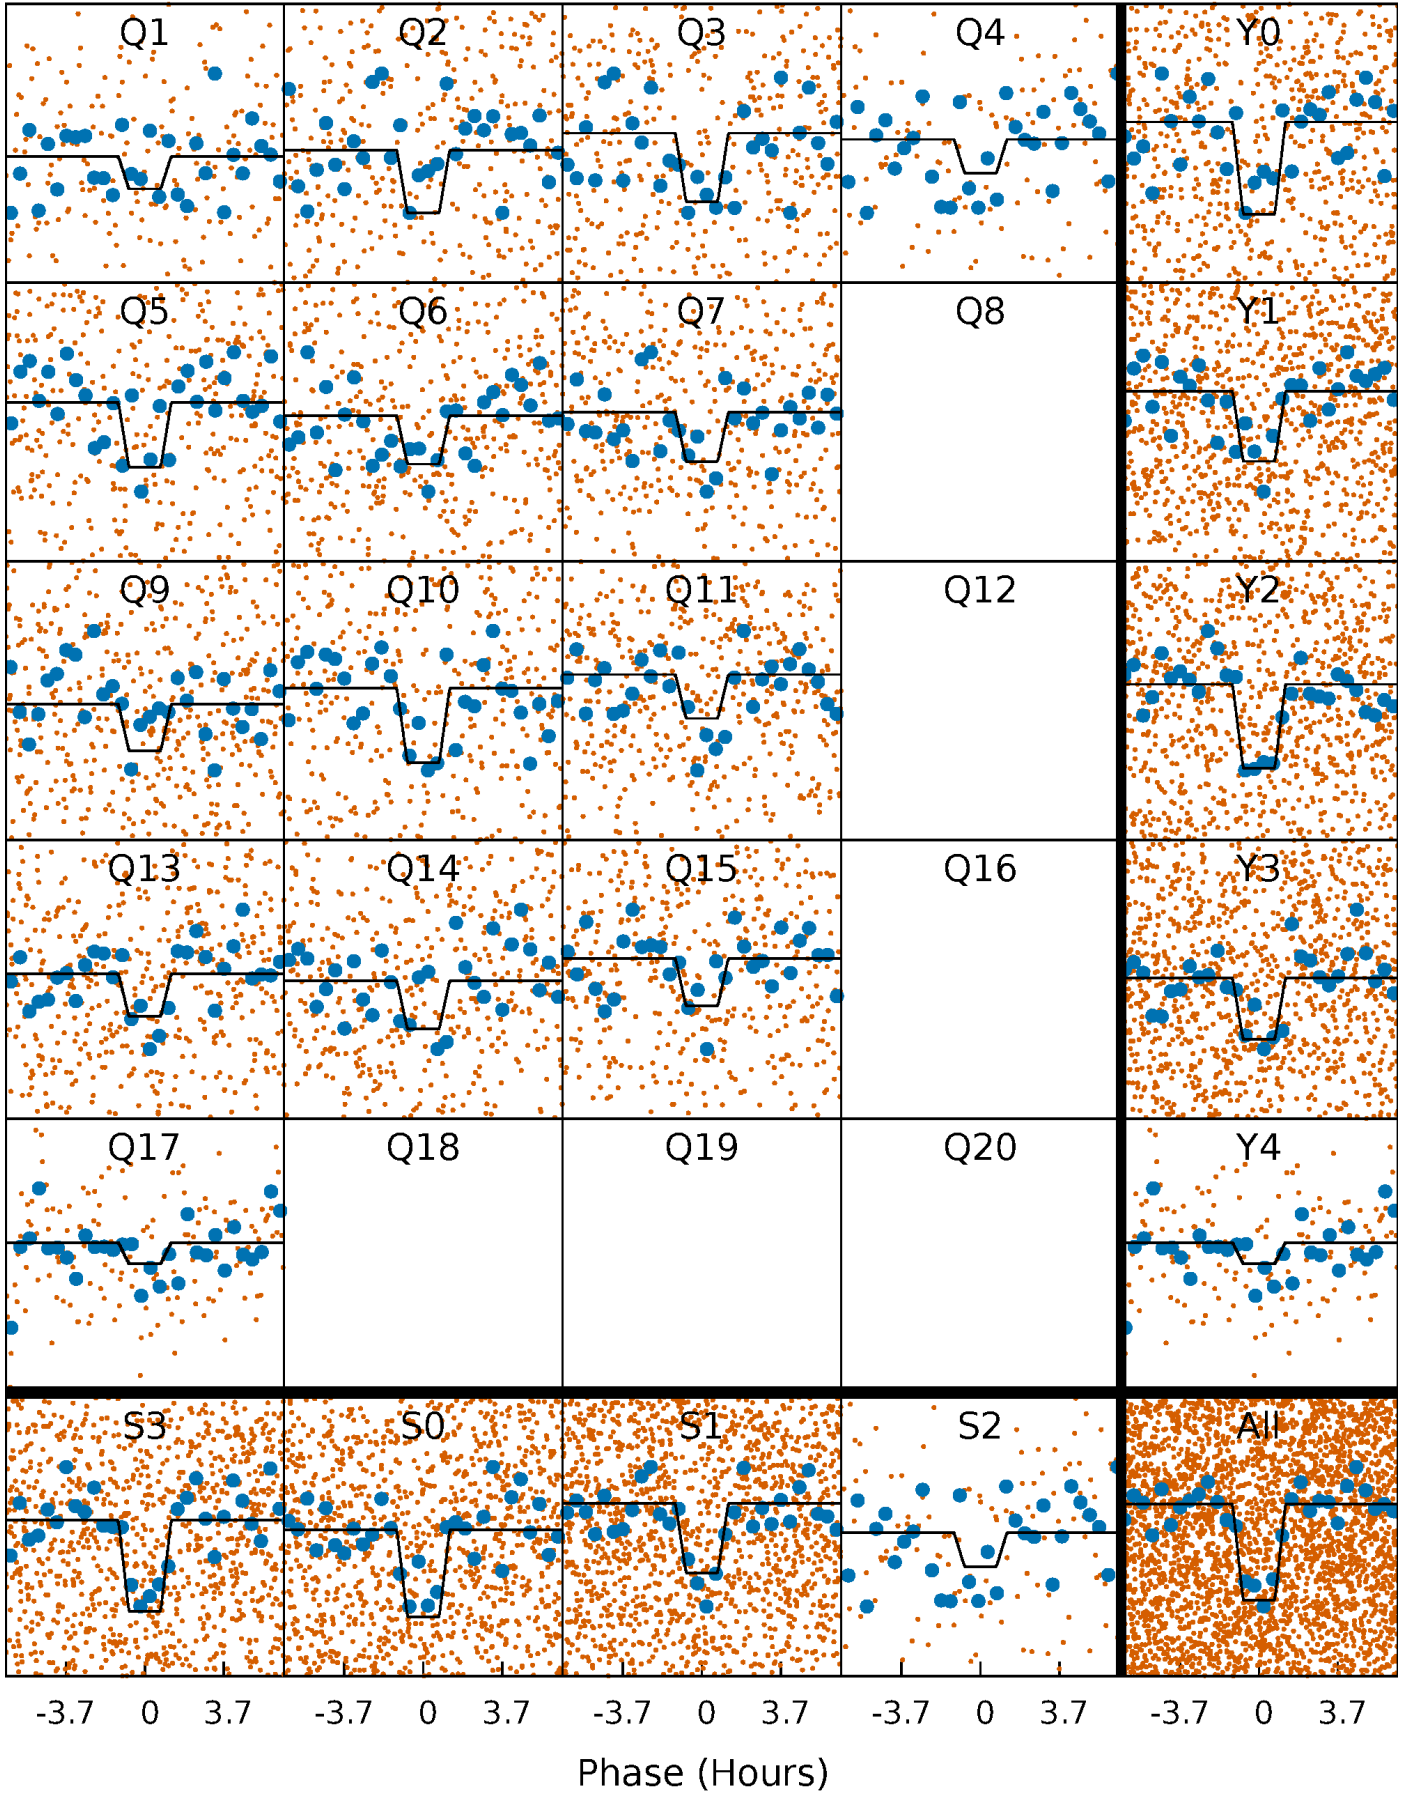 Q1 Q2 Q3 Q4 Y0
Q5 Q6 Q7 Q8 Y1
Q9 Q10 Q11 Q12 Y2
Q13 Q14 Q15 Q16 Y3
Q17 Q18 Q19 Q20 Y4
S3 S0 S1 S2 All
-3.7 0 3.7 -3.7 0 3.7 -3.7 0 3.7 -3.7 0 3.7 -3.7 0 3.7
Phase (Hours)